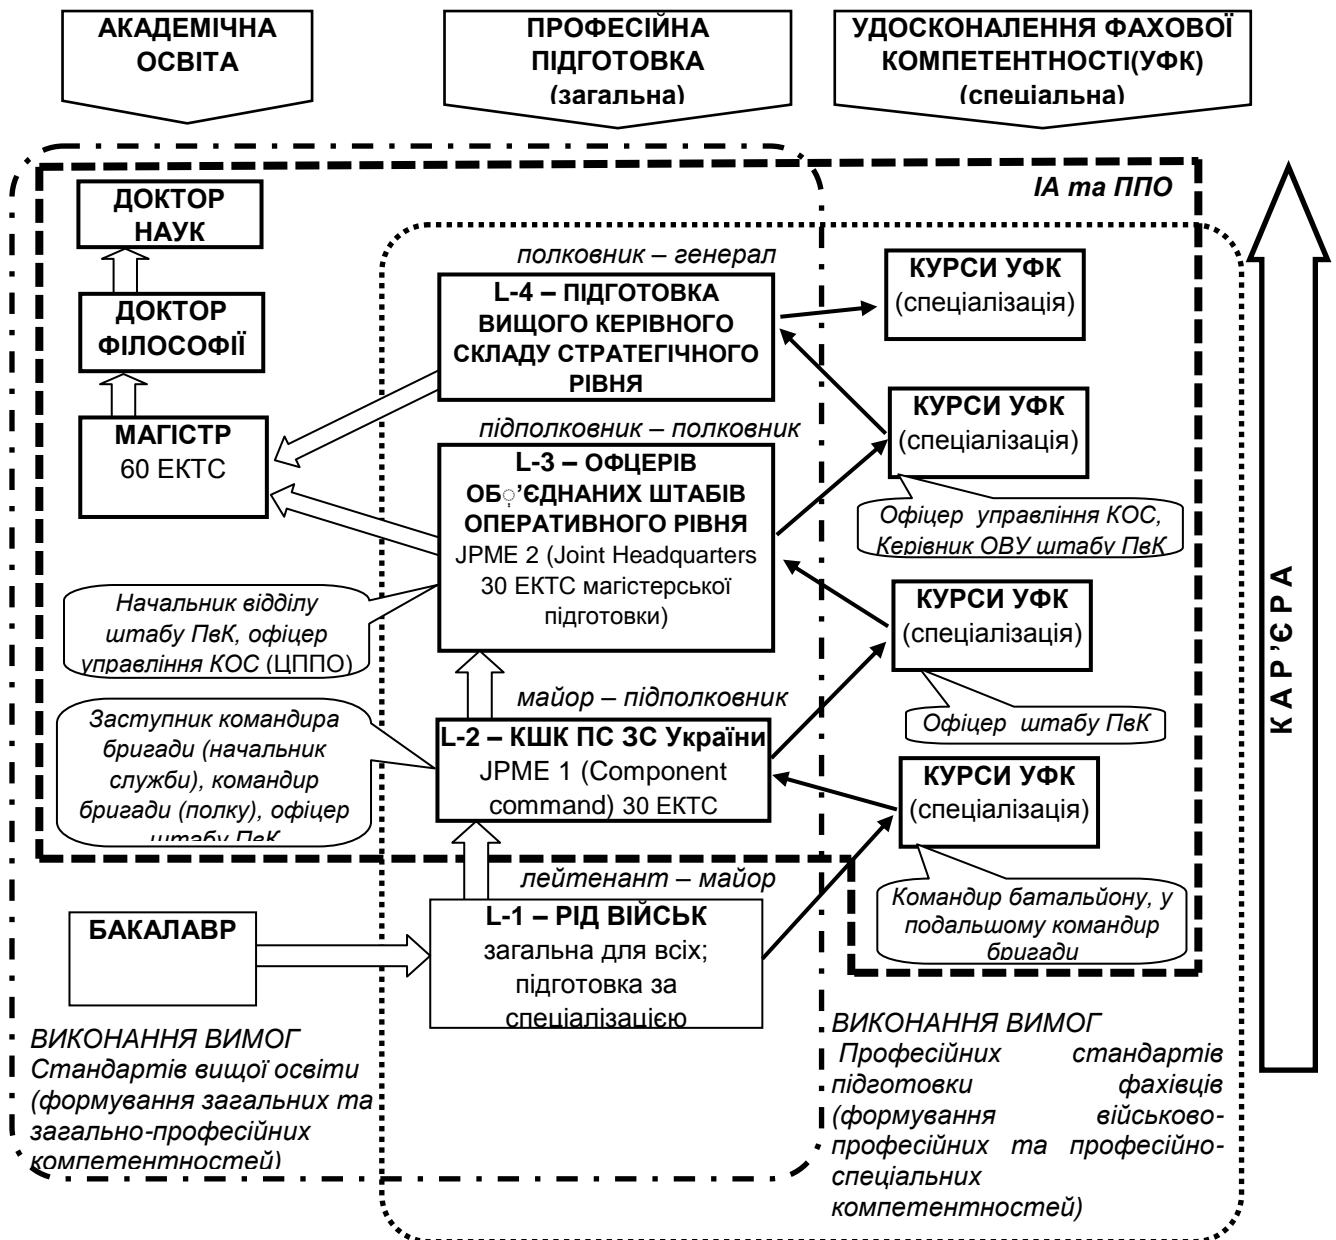 АКАДЕМІЧНА
ОСВІТА
ПРОФЕСІЙНА
ПІДГОТОВКА
(загальна)
УДОСКОНАЛЕННЯ ФАХОВОЇ
КОМПЕТЕНТНОСТІ(УФК)
(спеціальна)
ІА та ППО
ДОКТОР
НАУК
ДОКТОР
ФІЛОСОФІЇ
МАГІСТР
60 ЕКТС
полковник – генерал
L-4 – ПІДГОТОВКА
ВИЩОГО КЕРІВНОГО
СКЛАДУ СТРАТЕГІЧНОГО
РІВНЯ
КУРСИ УФК
(спеціалізація)
підполковник – полковник
L-3 – ОФЦЕРІВ
ОБ’ЄДНАНИХ ШТАБІВ
ОПЕРАТИВНОГО РІВНЯ
JPME 2 (Joint Headquarters
30 ЕКТС магістерської
підготовки)
КУРСИ УФК
(спеціалізація)
Офіцер управління КОС,
Керівник ОВУ штабу ПвК
Начальник відділу
штабу ПвК, офіцер
управління КОС (ЦППО)
КУРСИ УФК
(спеціалізація)
Офіцер штабу ПвК
майор – підполковник
L-2 – КШК ПС ЗС України
JPME 1 (Component
command) 30 ЕКТС
Заступник командира
бригади (начальник
служби), командир
бригади (полку), офіцер
штабу ПвК
КУРСИ УФК
(спеціалізація)
Командир батальйону, у
подальшому командир
бригади
лейтенант – майор
L-1 – РІД ВІЙСЬК
загальна для всіх;
підготовка за
спеціалізацією
БАКАЛАВР
ВИКОНАННЯ ВИМОГ
Стандартів вищої освіти
(формування загальних та
загально-професійних
компетентностей)
ВИКОНАННЯ ВИМОГ
Професійних стандартів
підготовки фахівців
(формування військово-
професійних та професійно-
спеціальних
компетентностей)
КАР’ЄРА